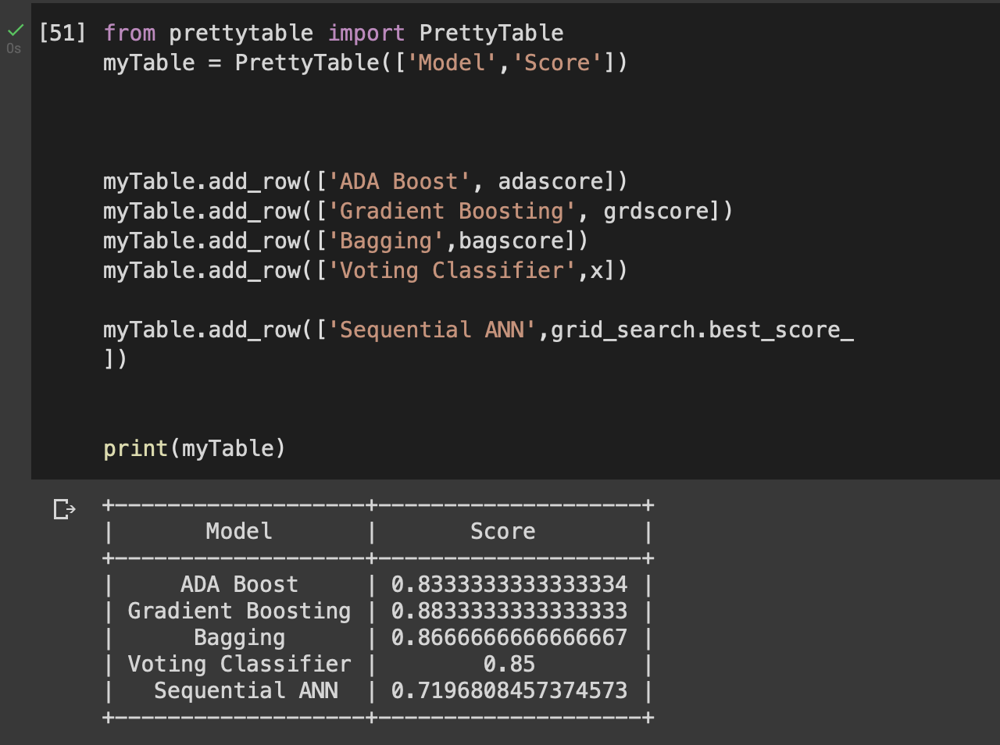 [51] from prettytable import PrettyTable
0s
myTable = PrettyTable(['Model','Score'])
myTable.add_row(['ADA Boost', adascore])
myTable.add_row(['Gradient Boosting', grdscore])
myTable.add_row(['Bagging',bagscore])
myTable.add_row(['Voting Classifier',x])
myTable.add_row(['Sequential ANN',grid_search.best_score_
])
print(myTable)
+-------------------+--------------------+
|       Model       |       Score        |
+-------------------+--------------------+
|     ADA Boost     | 0.8333333333333334 |
| Gradient Boosting | 0.8833333333333333 |
|      Bagging      | 0.8666666666666667 |
| Voting Classifier |        0.85        |
|   Sequential ANN  | 0.7196808457374573 |
+-------------------+--------------------+